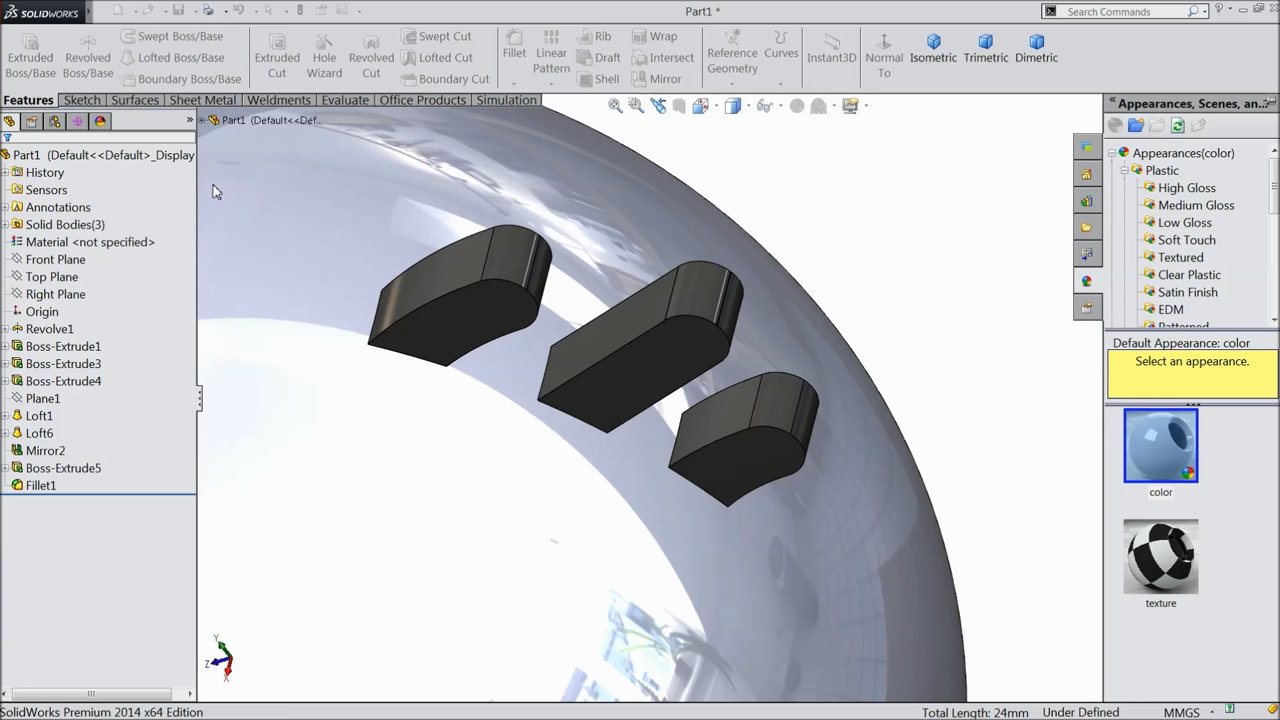 SOLIDWORKS
Part1 *
Search Commands
Extruded Boss/Base
Revolved Boss/Base
Swept Boss/Base
Lofted Boss/Base
Boundary Boss/Base
Extruded Cut
Hole Wizard
Revolved Cut
Swept Cut
Lofted Cut
Boundary Cut
Fillet
Linear Pattern
Rib
Draft
Shell
Wrap
Intersect
Mirror
Reference Geometry
Curves
Instant3D
Normal To
Isometric
Trimetric
Dimetric
Features
Sketch
Surfaces
Sheet Metal
Weldments
Evaluate
Office Products
Simulation
Part1 (Default<<Def...
Part1 (Default<<Default>_Display
History
Sensors
Annotations
Solid Bodies(3)
Material <not specified>
Front Plane
Top Plane
Right Plane
Origin
Revolve1
Boss-Extrude1
Boss-Extrude3
Boss-Extrude4
Plane1
Loft1
Loft6
Mirror2
Boss-Extrude5
Fillet1
Y
Z
X
Appearances, Scenes, an...
Appearances(color)
Plastic
High Gloss
Medium Gloss
Low Gloss
Soft Touch
Textured
Clear Plastic
Satin Finish
EDM
Patterned
Default Appearance: color
Select an appearance.
color
texture
SolidWorks Premium 2014 x64 Edition
Total Length: 24mm
Under Defined
MMGS